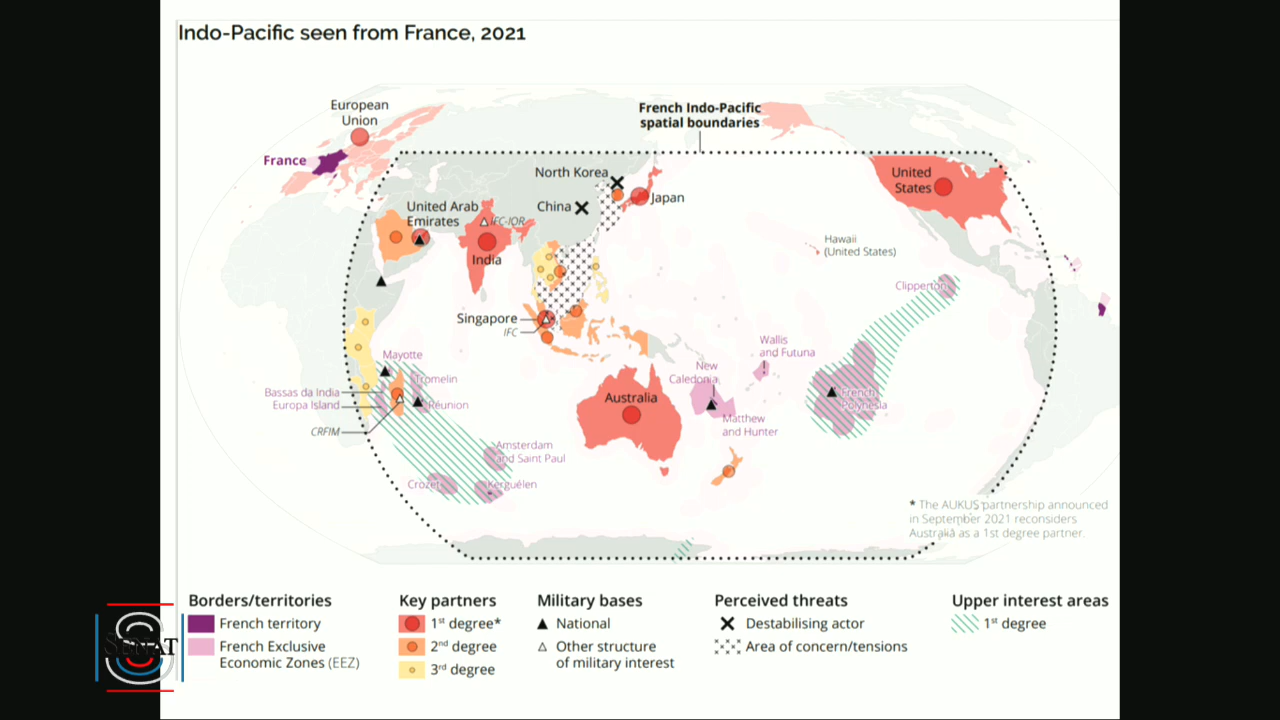 Indo-Pacific seen from France, 2021
European
Union
French Indo-Pacific
spatial boundaries
France
North Korea
United
States
United Arab
Emirates
China
Japan
IFC-IOR
India
Hawaii
(United States)
Clipperton
Singapore
IFC
Mayotte
Wallis
and Futuna
New
Caledonia
Tromelin
Bassas da India
Europa Island
Réunion
Australia
French
Polynesia
Matthew
and Hunter
CRFIM
Amsterdam
and Saint Paul
Crozet
Kerguélen
* The AUKUS partnership announced
in September 2021 reconsiders
Australia as a 1st degree partner.
Borders/territories
French territory
French Exclusive
Economic Zones (EEZ)
Key partners
1st degree*
2nd degree
3rd degree
Military bases
National
Other structure
of military interest
Perceived threats
Destabilising actor
Area of concern/tensions
Upper interest areas
1st degree
SÉNAT